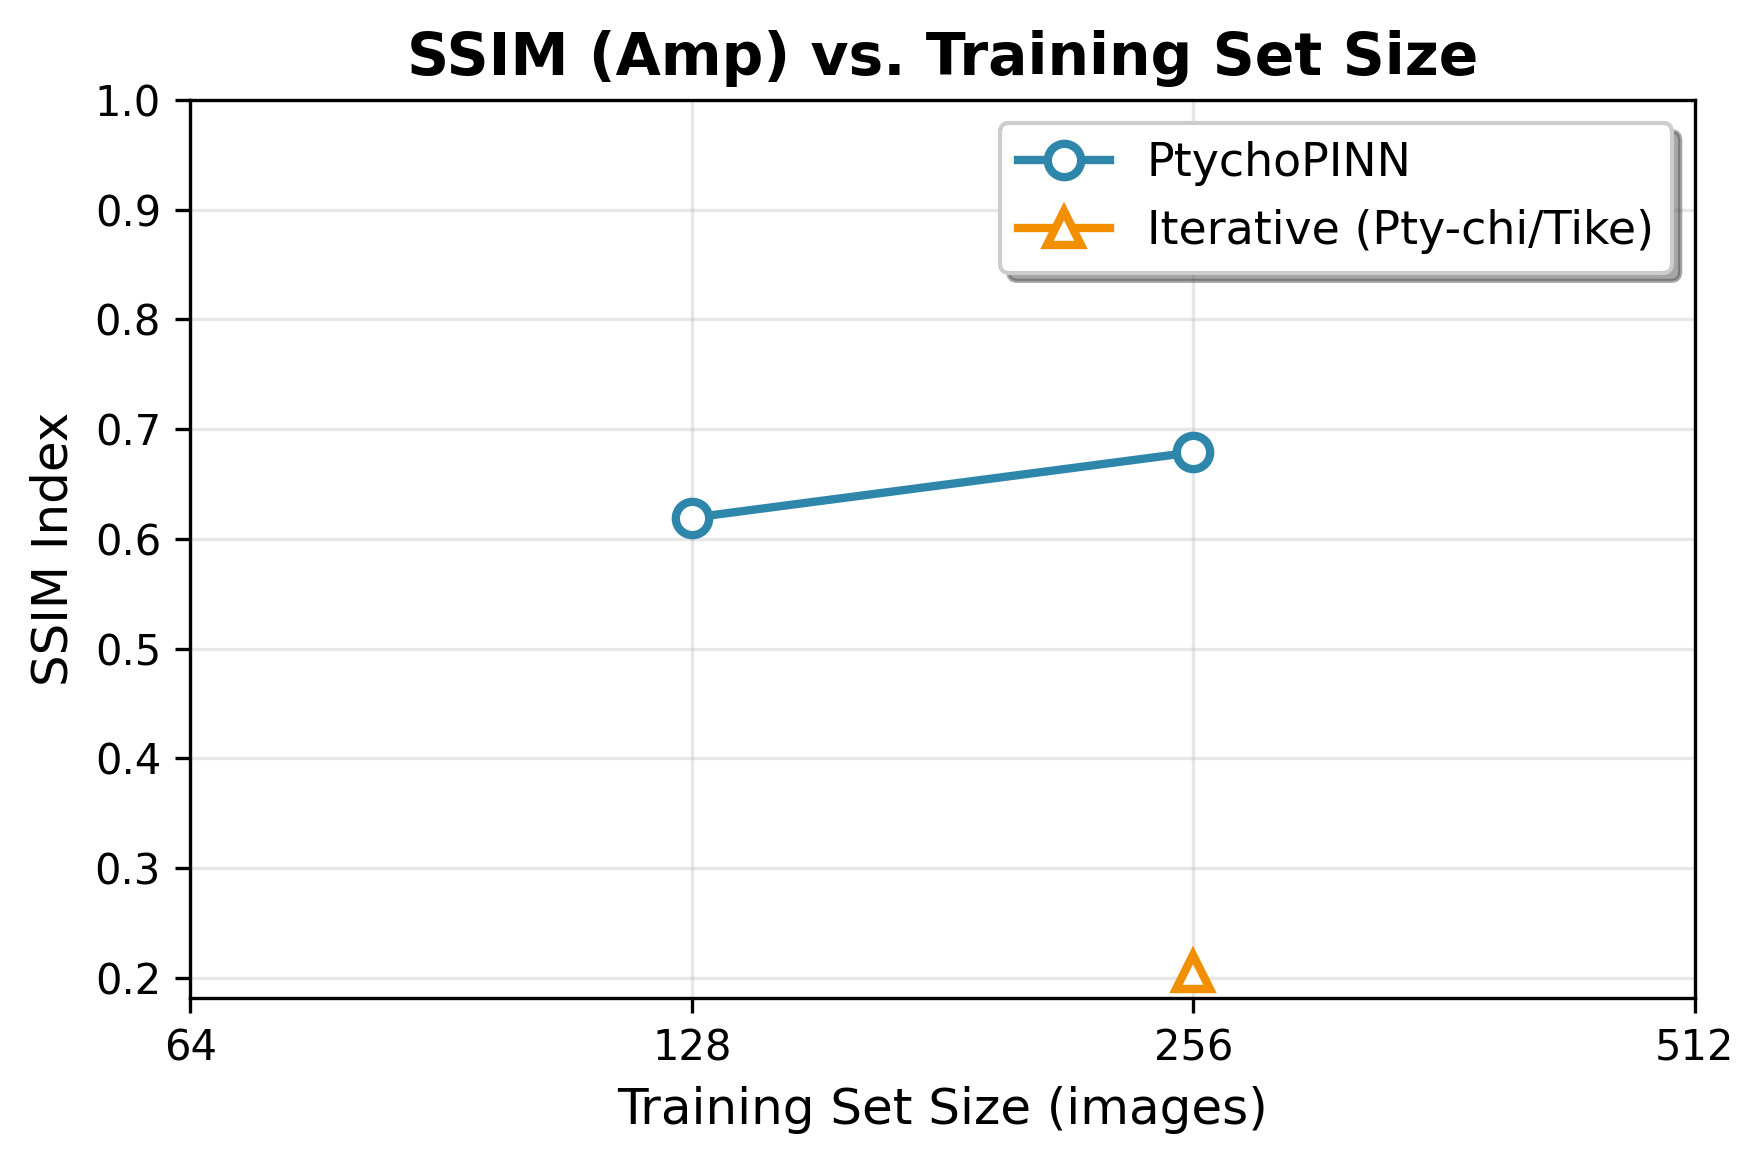 SSIM (Amp) vs. Training Set Size
1.0
0.9
0.8
0.7
0.6
0.5
0.4
0.3
0.2
SSIM Index
PtychoPINN
Iterative (Pty-chi/Tike)
64
128
256
512
Training Set Size (images)